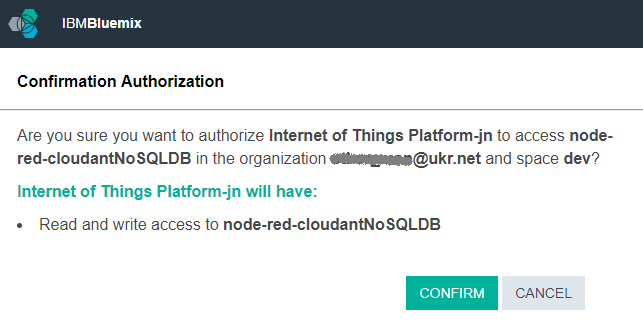 IBMBluemix
Confirmation Authorization
Are you sure you want to authorize Internet of Things Platform-jn to access node-
red-cloudantNoSQLDB in the organization @ukr.net and space dev?
Internet of Things Platform-jn will have:
• Read and write access to node-red-cloudantNoSQLDB
CONFIRM CANCEL